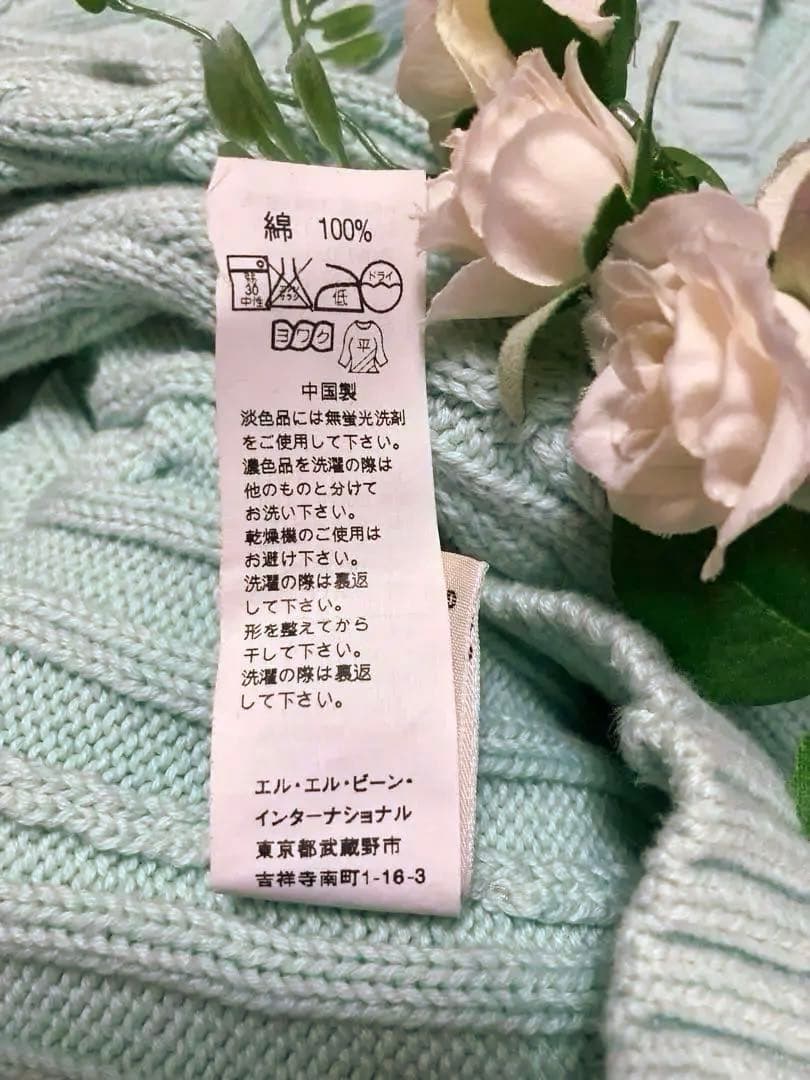 綿 100%
30
中性
エンソ
サラシ
低
ドライ
ヨワク
平
中国製
淡色品には無蛍光洗剤
をご使用して下さい。
濃色品を洗濯の際は
他のものと分けて
お洗い下さい。
乾燥機のご使用は
お避け下さい。
洗濯の際は裏返
して下さい。
形を整えてから
干して下さい。
洗濯の際は裏返
して下さい。
エル・エル・ビーン・
インターナショナル
東京都武蔵野市
吉祥寺南町1-16-3